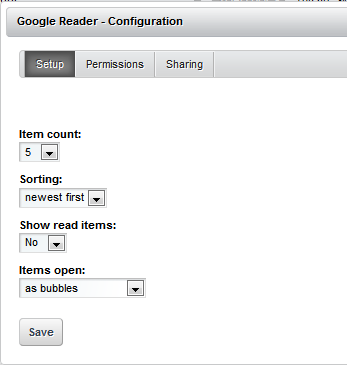 Google Reader - Configuration
Setup Permissions Sharing
Item count:
5
Sorting:
newest first
Show read items:
No
Items open:
as bubbles
Save